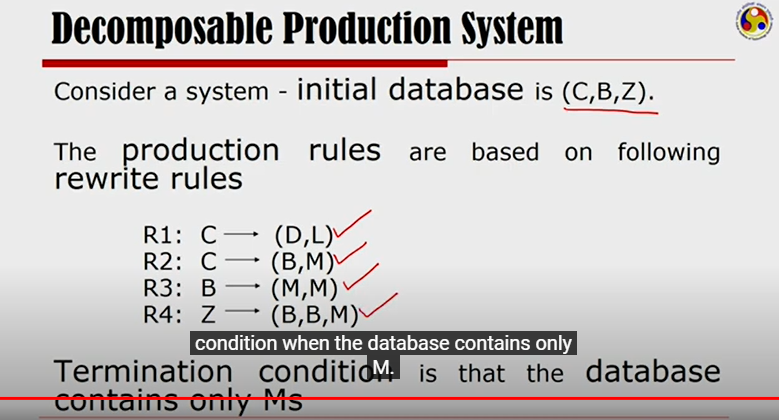 Decomposable Production System
Consider a system - initial database is (C,B,Z).
The production rules are based on following
rewrite rules
R1: C → (D,L)
R2: C → (B,M)
R3: B → (M,M)
R4: Z → (B,B,M)
condition when the database contains only
M.
Termination condition is that the database
contains only Ms